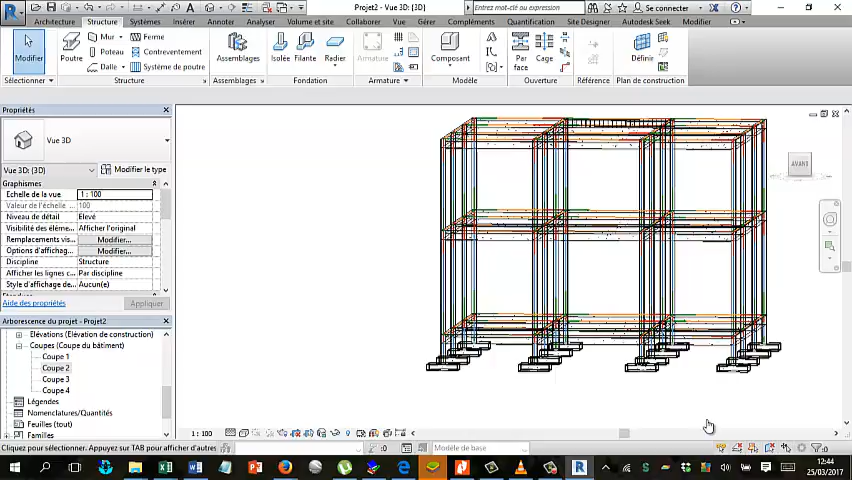 Projet2 - Vue 3D: {3D}
Entrez mot-clé ou expression
Se connecter
Architecture Structure Systèmes Insérer Annoter Analyser Volume et site Collaborer Vue Gérer Compléments Quantification Site Designer Autodesk Seek Modifier
Modifier
Poutre
Mur
Poteau
Dalle
Ferme
Contreventement
Système de poutre
Assemblages
Isolée Filante Radier
Armature
Composant
Par face
Cage
Définir
Sélectionner Structure Assemblages Fondation Armature Modèle Ouverture Référence Plan de construction
Propriétés
Vue 3D
Vue 3D: {3D}
Modifier le type
Graphismes
Echelle de la vue 1 : 100
Valeur de l'échelle 100
Niveau de détail Elevé
Visibilité des éléme... Afficher l'original
Remplacements vis... Modifier...
Options d'affichag... Modifier...
Discipline Structure
Afficher les lignes c... Par discipline
Style d'affichage de... Aucun(e)
Aide des propriétés
Appliquer
Arborescence du projet - Projet2
Elévations (Elévation de construction)
Coupes (Coupe du bâtiment)
Coupe 1
Coupe 2
Coupe 3
Coupe 4
Légendes
Nomenclatures/Quantités
Feuilles (tout)
Familles
AVANT
1 : 100
Cliquez pour sélectionner. Appuyez sur TAB pour afficher d'autres
:0
Modèle de base
:0
12:44
25/03/2017